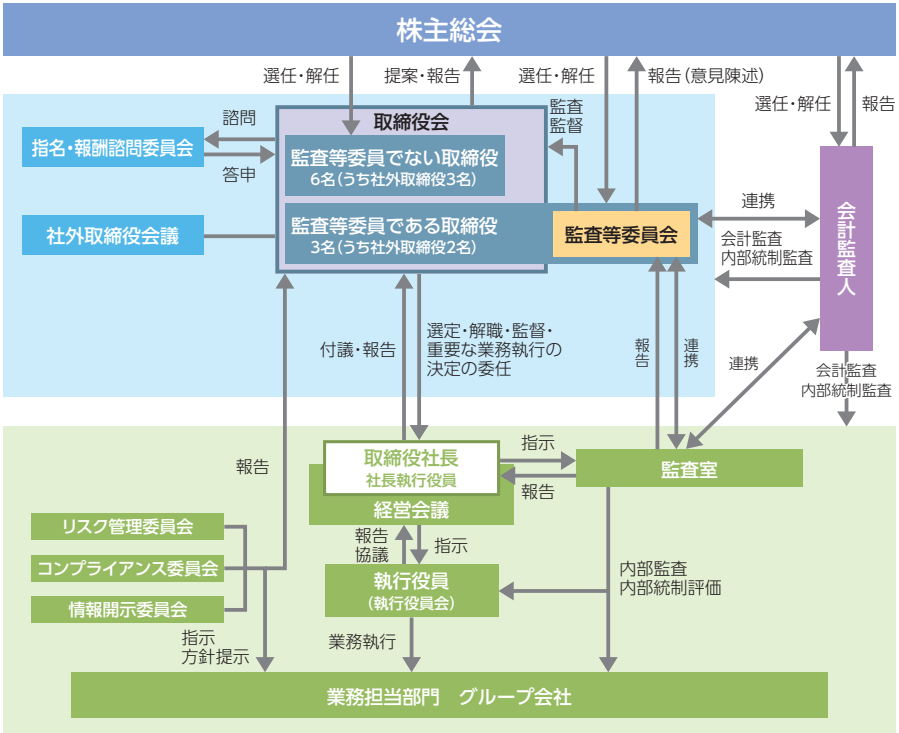 株主総会
選任・解任
提案・報告
選任・解任
報告（意見陳述）
選任・解任
報告
諮問
指名・報酬諮問委員会
答申
取締役会
監査等委員でない取締役
6名（うち社外取締役3名）
監査
監督
社外取締役会議
監査等委員である取締役
3名（うち社外取締役2名）
監査等委員会
連携
会計監査
内部統制監査
会計監査人
付議・報告
選定・解職・監督・
重要な業務執行の
決定の委任
報告
連携
連携
会計監査
内部統制監査
報告
取締役社長
社長執行役員
経営会議
指示
報告
監査室
リスク管理委員会
コンプライアンス委員会
情報開示委員会
報告
協議
指示
執行役員
（執行役員会）
内部監査
内部統制評価
指示
方針提示
業務執行
業務担当部門　グループ会社